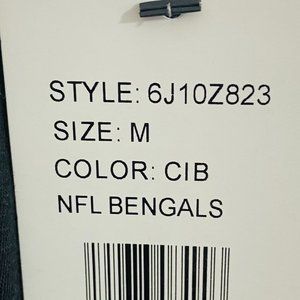 STYLE: 6J10Z823
SIZE: M
COLOR: CIB
NFL BENGALS